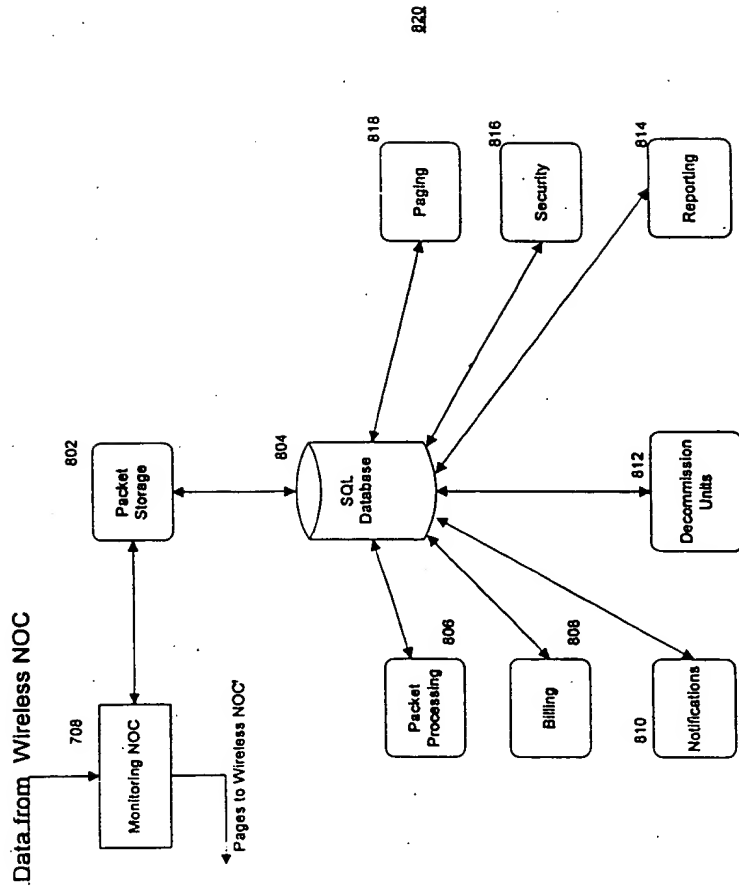 Data from Wireless NOC
708
Monitoring NOC
Pages to Wireless NOC
802
Packet
Storage
804
SQL
Database
806
Packet
Processing
808
Billing
810
Notifications
812
Decommission
Units
814
Reporting
816
Security
818
Paging
820